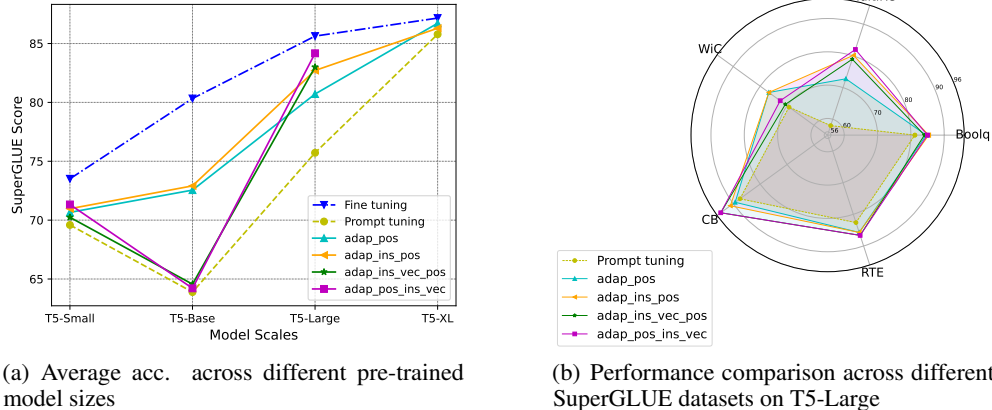 85
80
75
70
65
SuperGLUE Score
T5-Small
T5-Base
T5-Large
T5-XL
Model Scales
Fine tuning
Prompt tuning
adap_pos
adap_ins_pos
adap_ins_vec_pos
adap_pos_ins_vec
(a) Average acc. across different pre-trained
model sizes
WiC
Boolq
CB
RTE
56
60
70
80
90
96
Prompt tuning
adap_pos
adap_ins_pos
adap_ins_vec_pos
adap_pos_ins_vec
(b) Performance comparison across different
SuperGLUE datasets on T5-Large